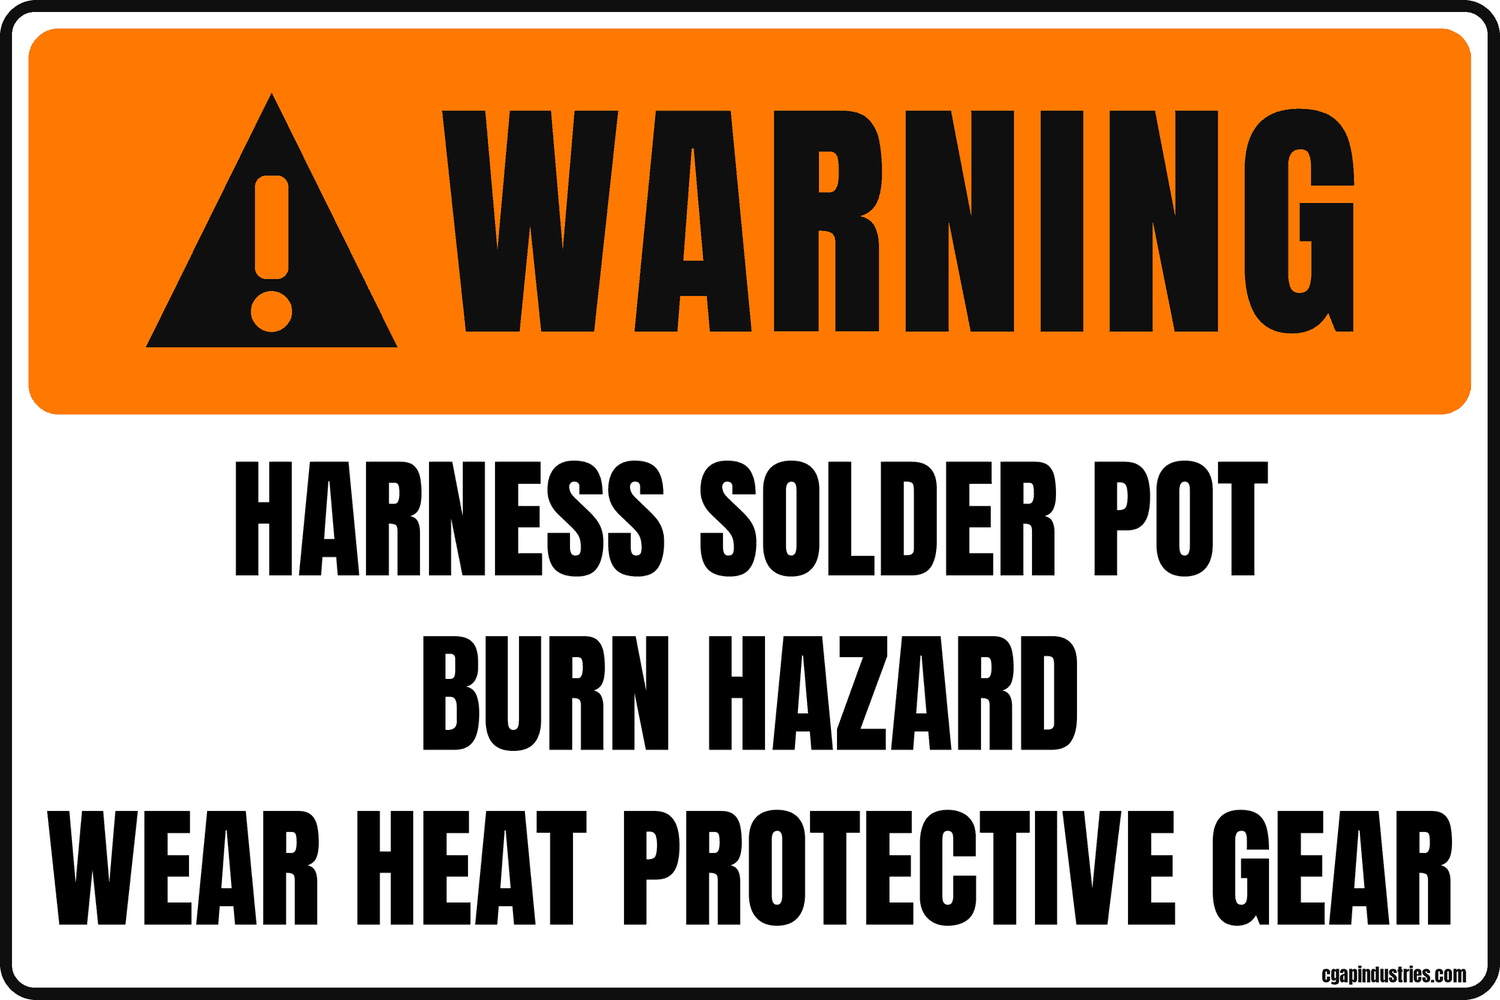 WARNING
HARNESS SOLDER POT
BURN HAZARD
WEAR HEAT PROTECTIVE GEAR
cgapindustries.com